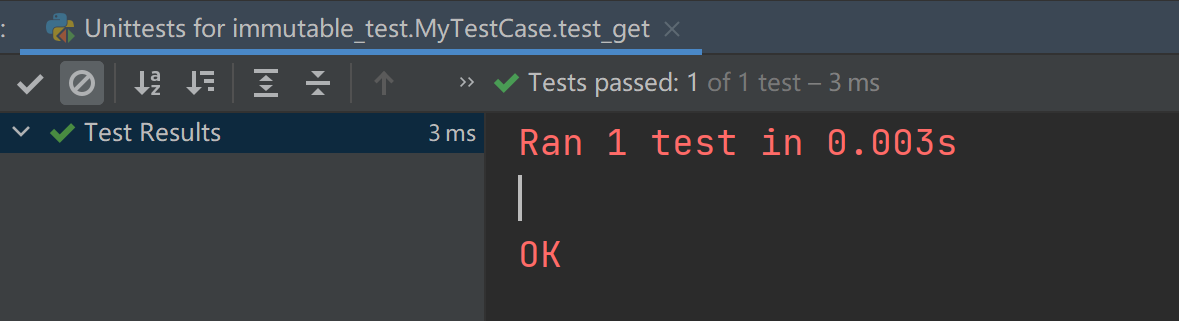 : Unittests for immutable_test.MyTestCase.test_get ×
» Tests passed: 1 of 1 test – 3 ms
Test Results 3 ms
Ran 1 test in 0.003s
OK